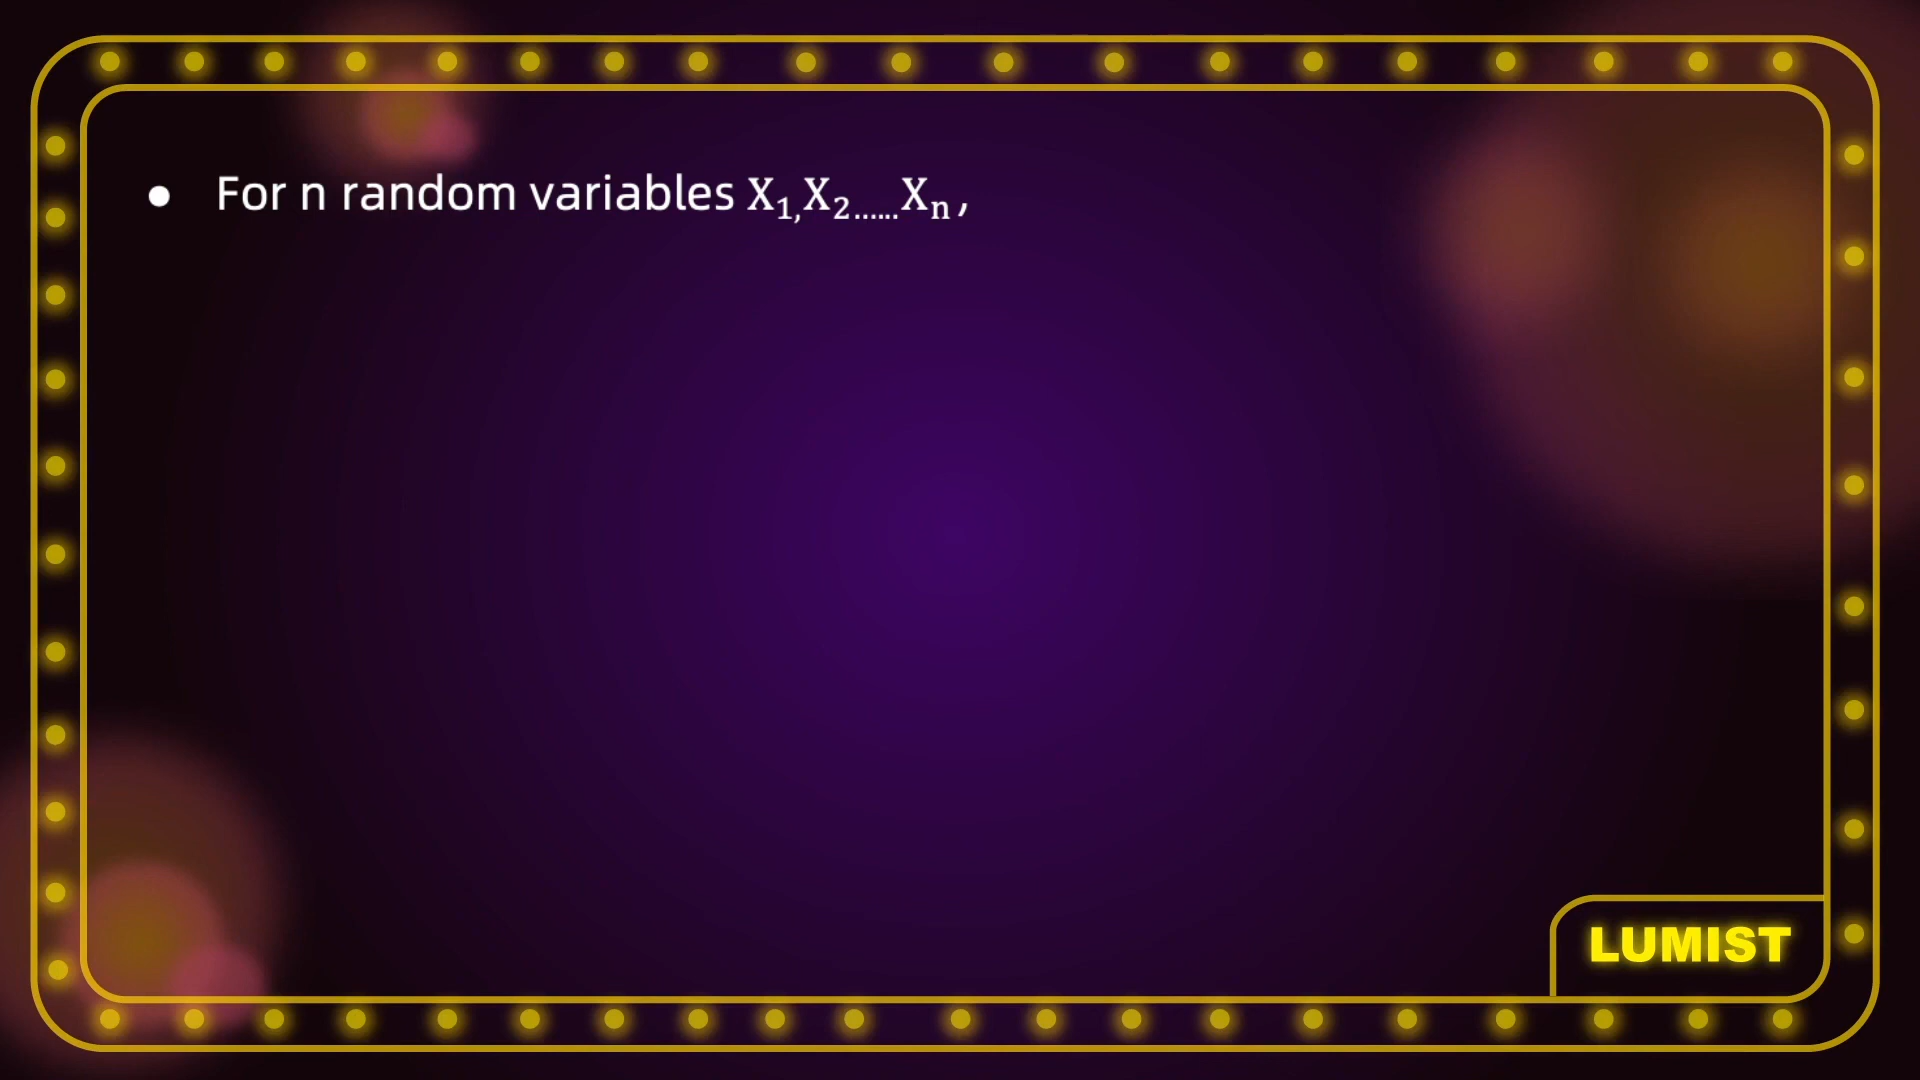 ● For n random variables X₁,X₂......Xₙ,
LUMIST